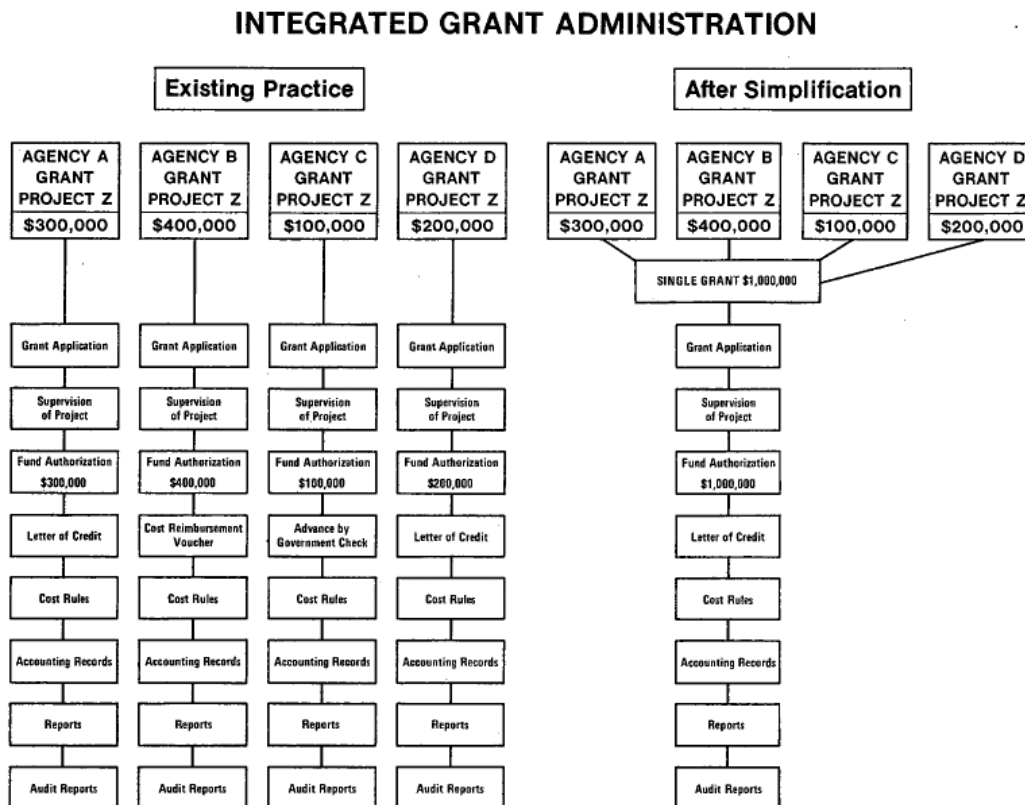 INTEGRATED GRANT ADMINISTRATION
Existing Practice
After Simplification
AGENCY A
GRANT
PROJECT Z
$300,000
AGENCY B
GRANT
PROJECT Z
$400,000
AGENCY C
GRANT
PROJECT Z
$100,000
AGENCY D
GRANT
PROJECT Z
$200,000
AGENCY A
GRANT
PROJECT Z
$300,000
AGENCY B
GRANT
PROJECT Z
$400,000
AGENCY C
GRANT
PROJECT Z
$100,000
AGENCY D
GRANT
PROJECT Z
$200,000
SINGLE GRANT $1,000,000
Grant Application
Grant Application
Grant Application
Grant Application
Grant Application
Supervision
of Project
Supervision
of Project
Supervision
of Project
Supervision
of Project
Supervision
of Project
Fund Authorization
$300,000
Fund Authorization
$400,000
Fund Authorization
$100,000
Fund Authorization
$200,000
Fund Authorization
$1,000,000
Letter of Credit
Cost Reimbursement
Voucher
Advance by
Government Check
Letter of Credit
Letter of Credit
Cost Rules
Cost Rules
Cost Rules
Cost Rules
Cost Rules
Accounting Records
Accounting Records
Accounting Records
Accounting Records
Accounting Records
Reports
Reports
Reports
Reports
Reports
Audit Reports
Audit Reports
Audit Reports
Audit Reports
Audit Reports